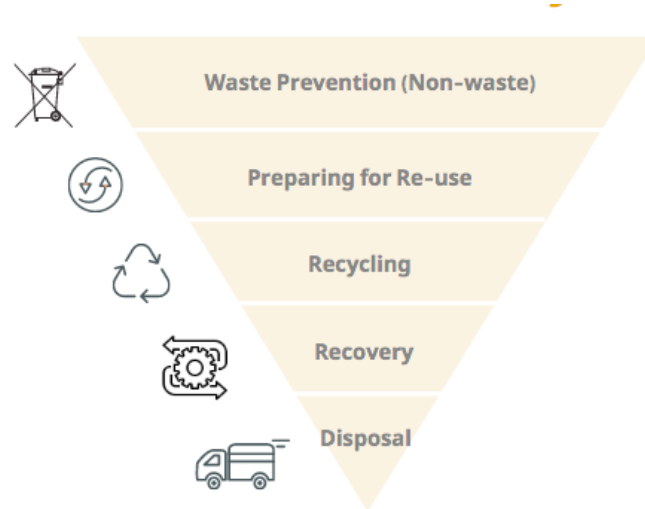 Waste Prevention (Non-waste)
Preparing for Re-use
Recycling
Recovery
Disposal